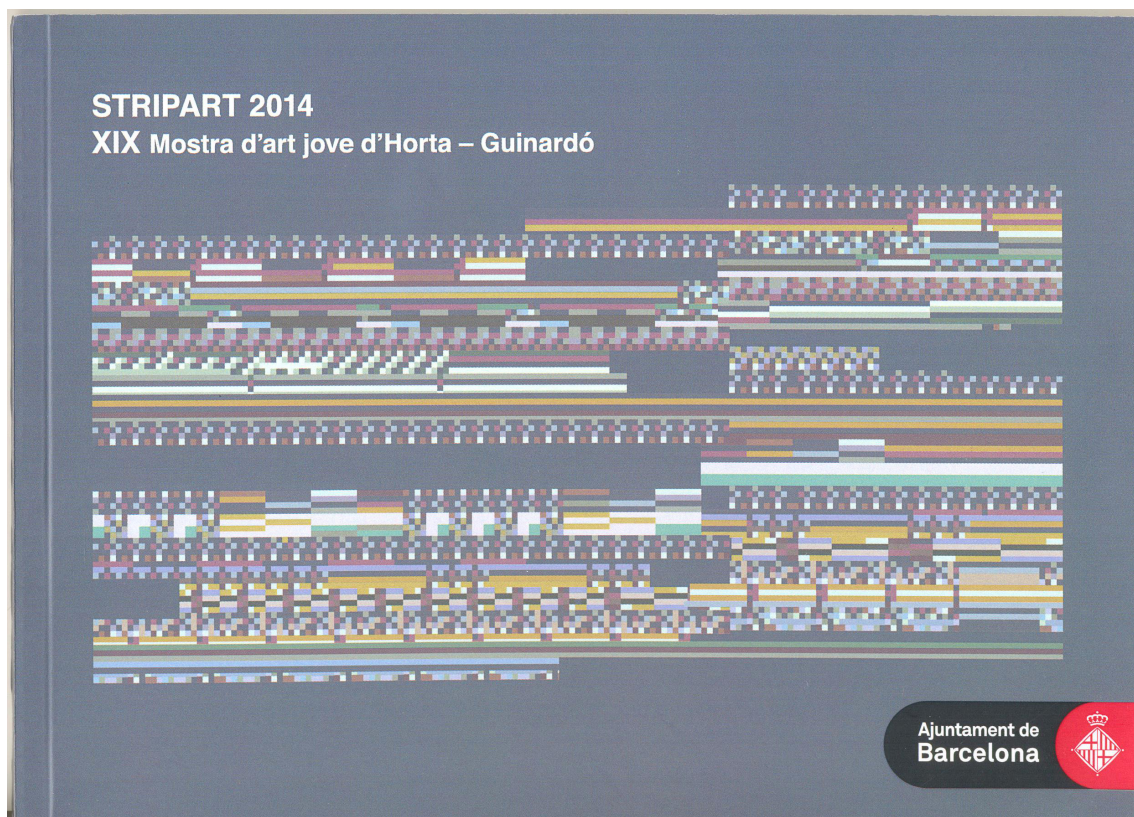 STRIPART 2014
XIX Mostra d'art jove d'Horta – Guinardó
Ajuntament de
Barcelona